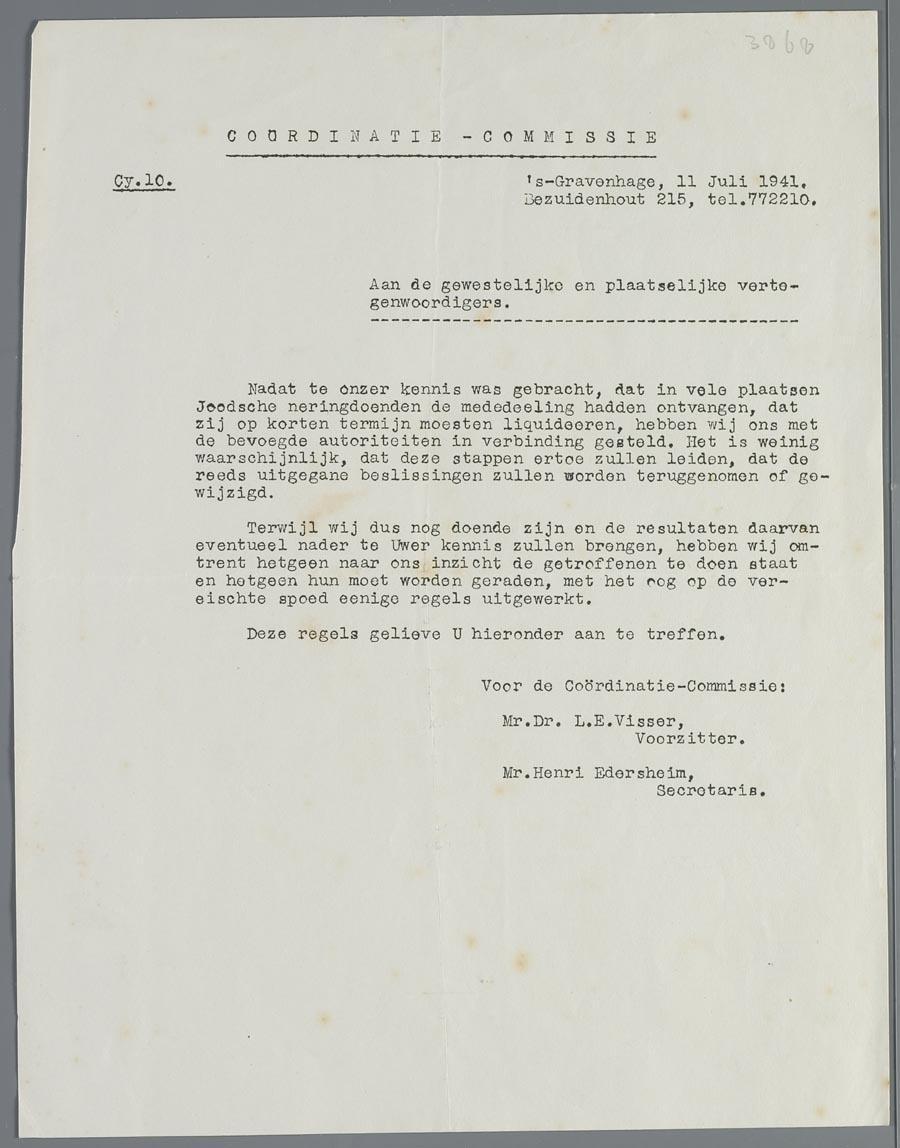 3868
COÖRDINATIE-COMMISSIE
Cy.10.
's-Gravenhage, 11 Juli 1941.
Bezuidenhout 215, tel.772210.
Aan de gewestelijke en plaatselijke verte-
genwoordigers.
Nadat te onzer kennis was gebracht, dat in vele plaatsen
Joodsche neringdoenden de mededeeling hadden ontvangen, dat
zij op korten termijn moesten liquideeren, hebben wij ons met
de bevoegde autoriteiten in verbinding gesteld. Het is weinig
waarschijnlijk, dat deze stappen ertoe zullen leiden, dat de
reeds uitgegane beslissingen zullen worden teruggenomen of ge-
wijzigd.
Terwijl wij dus nog doende zijn en de resultaten daarvan
eventueel nader te Uwer kennis zullen brengen, hebben wij om-
trent hetgeen naar ons inzicht de getroffenen te doen staat
en hetgeen hun moet worden geraden, met het oog op de ver-
eischte spoed eenige regels uitgewerkt.
Deze regels gelieve U hieronder aan te treffen.
Voor de Coördinatie-Commissie:
Mr.Dr. L.E.Visser,
Voorzitter.
Mr.Henri Edersheim,
Secretaris.